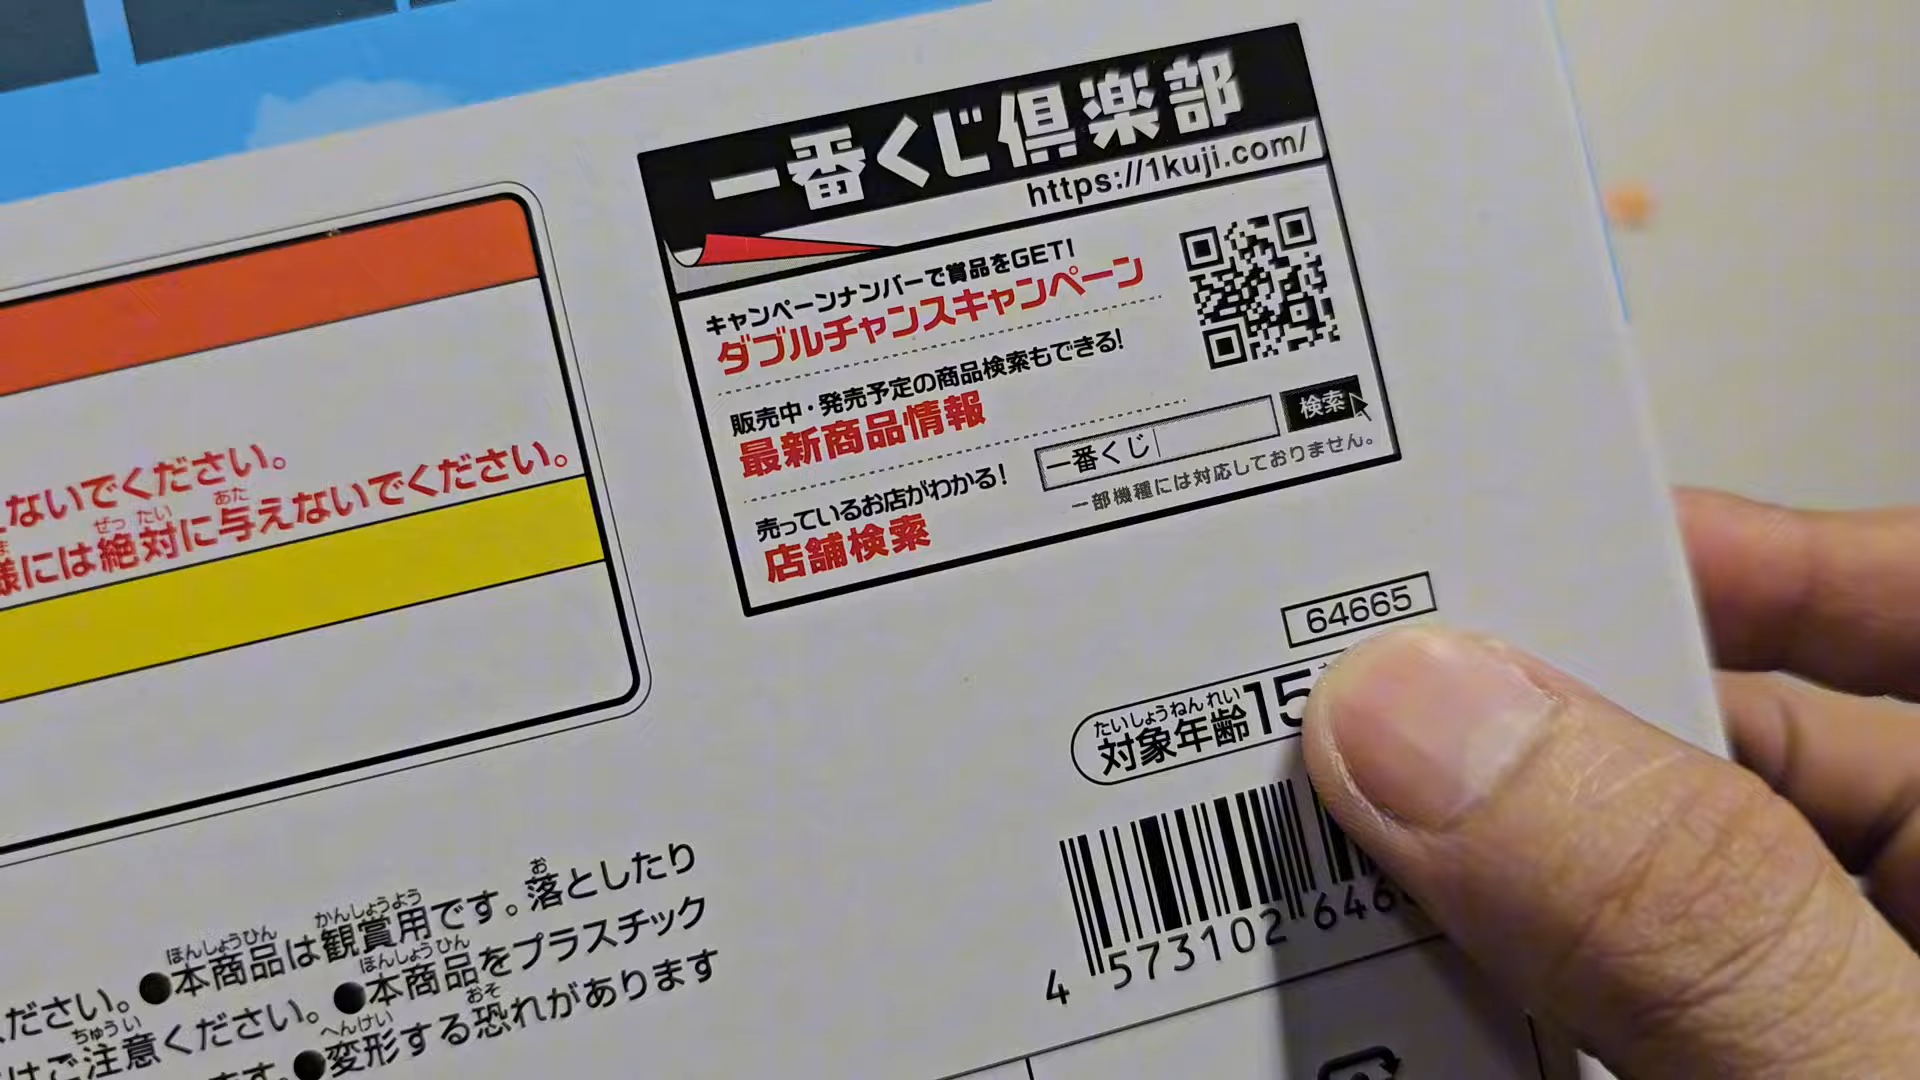 一番くじ倶楽部
https://1kuji.com/
キャンペーンナンバーで賞品をGET!
ダブルチャンスキャンペーン
販売中・発売予定の商品検索もできる!
最新商品情報
売っているお店がわかる!
店舗検索
一番くじ
検索
一部機種には対応しておりません。
えないでください。
様には絶対に与えないでください。
ぜったい
あた
64665
たいしょうねんれい
対象年齢15
4 573102 646
お
かんしょうよう
ほんしょうひん
ください。●本商品は観賞用です。落としたり
ほんしょうひん
ちゅうい
はご注意ください。●本商品をプラスチック
おそ
へんけい
ます。●変形する恐れがあります